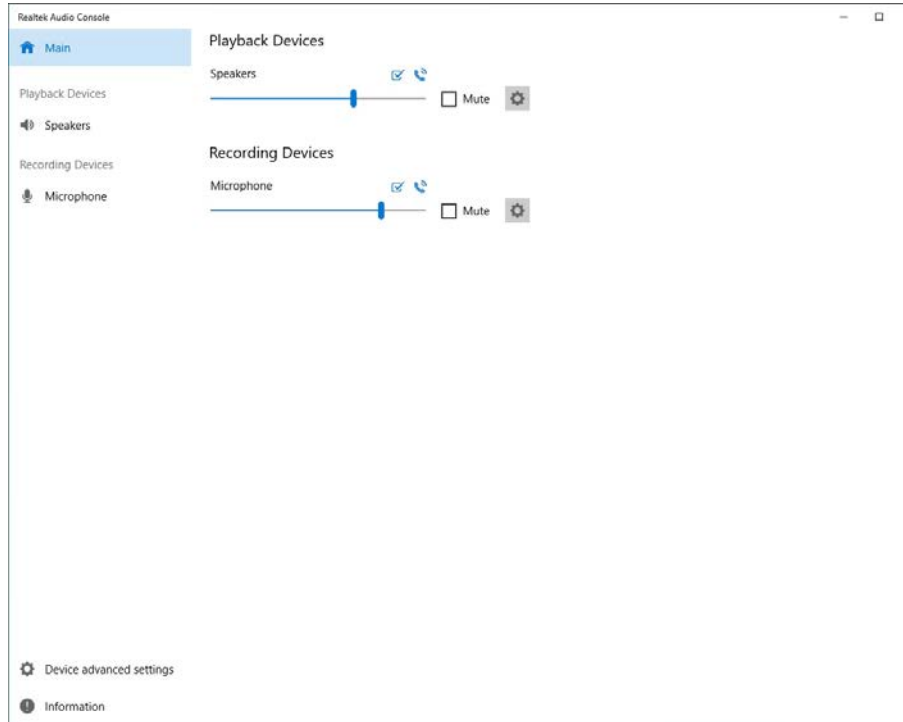 Realtek Audio Console
Main
Playback Devices
Speakers
Recording Devices
Microphone
Device advanced settings
Information
Playback Devices
Speakers
Mute
Recording Devices
Microphone
Mute